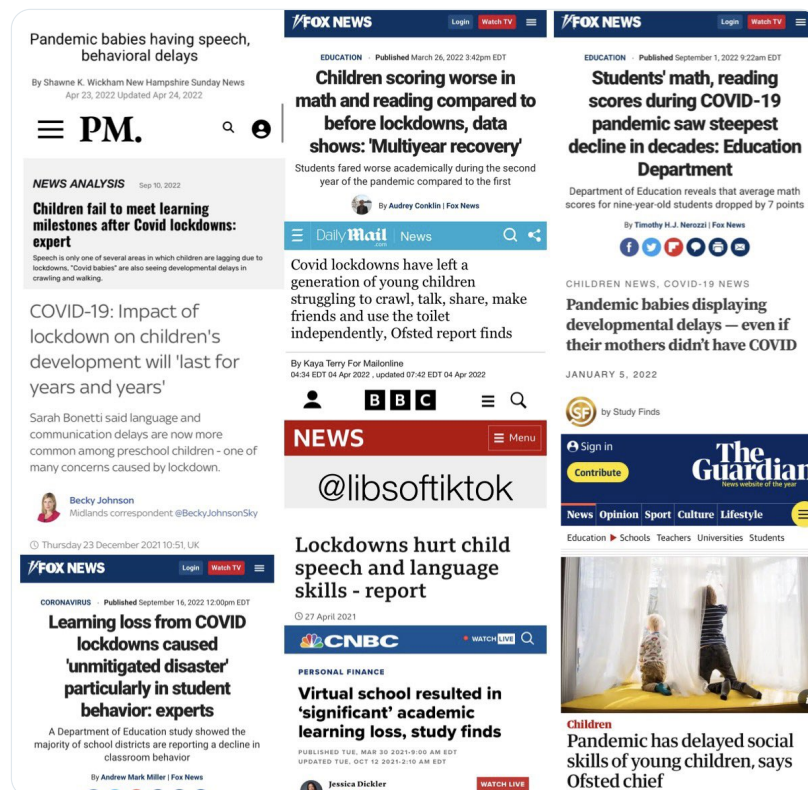 Pandemic babies having speech,
behavioral delays
By Shawne K. Wickham New Hampshire Sunday News
Apr 23, 2022 Updated Apr 24, 2022
PM.
NEWS ANALYSIS Sep 10, 2022
Children fail to meet learning
milestones after Covid lockdowns:
expert
Speech is only one of several areas in which children are lagging due to
lockdowns. "Covid babies" are also seeing developmental delays in
crawling and walking.
COVID-19: Impact of
lockdown on children's
development will 'last for
years and years'
Sarah Bonetti said language and
communication delays are now more
common among preschool children - one of
many concerns caused by lockdown.
Becky Johnson
Midlands correspondent @BeckyJohnsonSky
Thursday 23 December 2021 10:51, UK
FOX NEWS Login Watch TV
CORONAVIRUS · Published September 16, 2022 12:00pm EDT
Learning loss from COVID
lockdowns caused
'unmitigated disaster'
particularly in student
behavior: experts
A Department of Education study showed the
majority of school districts are reporting a decline in
classroom behavior
By Andrew Mark Miller | Fox News
FOX NEWS Login Watch TV
EDUCATION · Published March 26, 2022 3:42pm EDT
Children scoring worse in
math and reading compared to
before lockdowns, data
shows: 'Multiyear recovery'
Students fared worse academically during the second
year of the pandemic compared to the first
By Audrey Conklin | Fox News
Daily Mail .com News
Covid lockdowns have left a
generation of young children
struggling to crawl, talk, share, make
friends and use the toilet
independently, Ofsted report finds
By Kaya Terry For Mailonline
04:34 EDT 04 Apr 2022 , updated 07:42 EDT 04 Apr 2022
BBC
NEWS Menu
@libsoftiktok
Lockdowns hurt child
speech and language
skills - report
27 April 2021
CNBC WATCH LIVE
PERSONAL FINANCE
Virtual school resulted in
'significant' academic
learning loss, study finds
PUBLISHED TUE, MAR 30 2021·9:00 AM EDT
UPDATED TUE, OCT 12 2021·2:10 AM EDT
Jessica Dickler
WATCH LIVE
FOX NEWS Login Watch TV
EDUCATION · Published September 1, 2022 9:22am EDT
Students' math, reading
scores during COVID-19
pandemic saw steepest
decline in decades: Education
Department
Department of Education reveals that average math
scores for nine-year-old students dropped by 7 points
By Timothy H.J. Nerozzi | Fox News
CHILDREN NEWS, COVID-19 NEWS
Pandemic babies displaying
developmental delays — even if
their mothers didn't have COVID
JANUARY 5, 2022
SF by Study Finds
Sign in
Contribute
The
Guardian
News website of the year
News Opinion Sport Culture Lifestyle
Education Schools Teachers Universities Students
Children
Pandemic has delayed social
skills of young children, says
Ofsted chief